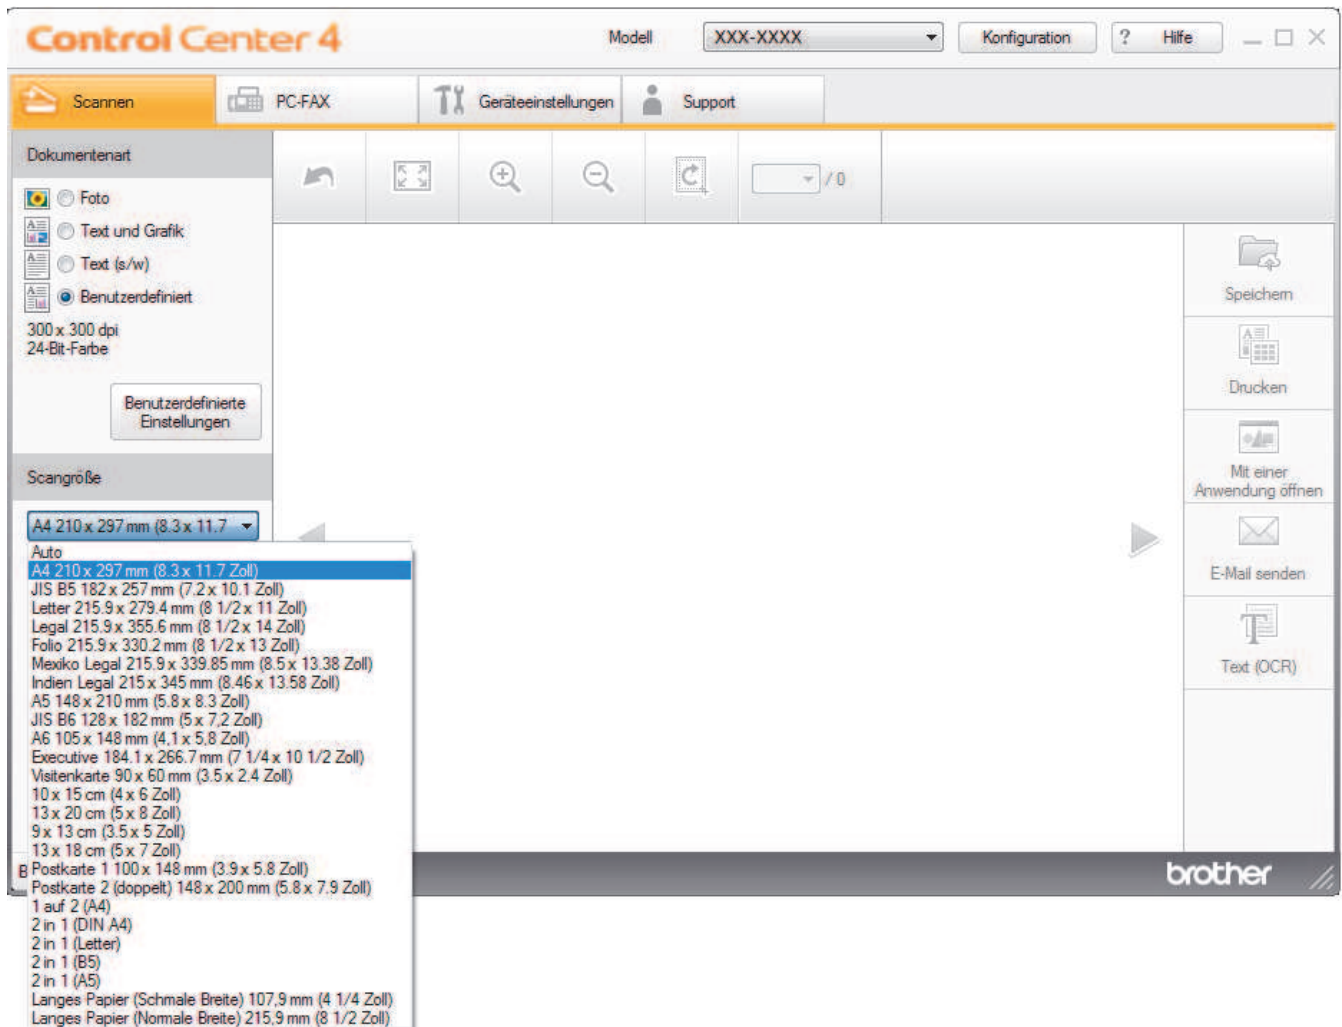 Control Center 4
Modell
XXX-XXXX
Konfiguration
? Hilfe
Scannen
PC-FAX
Geräteeinstellungen
Support
Dokumentenart
Foto
Text und Grafik
Text (s/w)
Benutzerdefiniert
300 x 300 dpi
24-Bit-Farbe
Benutzerdefinierte
Einstellungen
/ 0
Scangröße
A4 210 x 297 mm (8.3 x 11.7
Auto
A4 210 x 297 mm (8.3 x 11.7 Zoll)
JIS B5 182 x 257 mm (7.2 x 10.1 Zoll)
Letter 215.9 x 279.4 mm (8 1/2 x 11 Zoll)
Legal 215.9 x 355.6 mm (8 1/2 x 14 Zoll)
Folio 215.9 x 330.2 mm (8 1/2 x 13 Zoll)
Mexiko Legal 215.9 x 339.85 mm (8.5 x 13.38 Zoll)
Indien Legal 215 x 345 mm (8.46 x 13.58 Zoll)
A5 148 x 210 mm (5.8 x 8.3 Zoll)
JIS B6 128 x 182 mm (5 x 7,2 Zoll)
A6 105 x 148 mm (4,1 x 5,8 Zoll)
Executive 184.1 x 266.7 mm (7 1/4 x 10 1/2 Zoll)
Visitenkarte 90 x 60 mm (3.5 x 2.4 Zoll)
10 x 15 cm (4 x 6 Zoll)
13 x 20 cm (5 x 8 Zoll)
9 x 13 cm (3.5 x 5 Zoll)
13 x 18 cm (5 x 7 Zoll)
Postkarte 1 100 x 148 mm (3.9 x 5.8 Zoll)
Postkarte 2 (doppelt) 148 x 200 mm (5.8 x 7.9 Zoll)
1 auf 2 (A4)
2 in 1 (DIN A4)
2 in 1 (Letter)
2 in 1 (B5)
2 in 1 (A5)
Langes Papier (Schmale Breite) 107,9 mm (4 1/4 Zoll)
Langes Papier (Normale Breite) 215,9 mm (8 1/2 Zoll)
Speichern
Drucken
Mit einer
Anwendung öffnen
E-Mail senden
Text (OCR)
brother